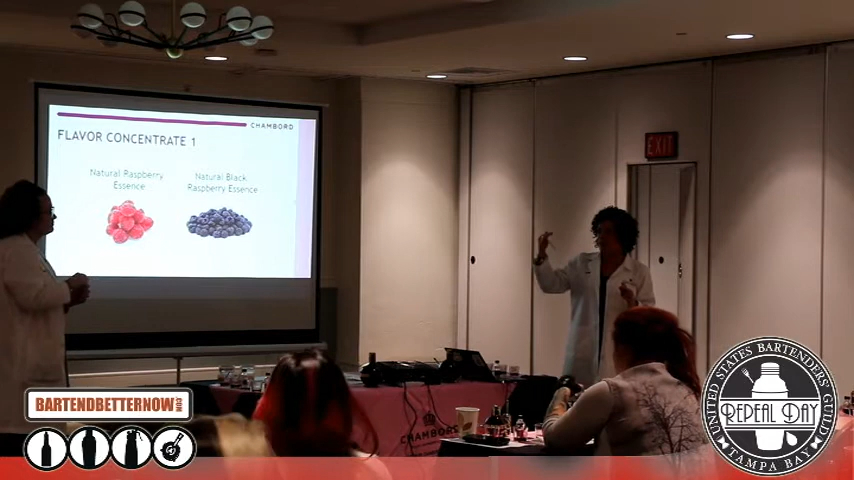 CHAMBORD
FLAVOR CONCENTRATE 1
Natural Raspberry
Essence
Natural Black
Raspberry Essence
EXIT
CHAMBORD
BARTENDBETTERNOW.COM
UNITED STATES BARTENDERS' GUILD
REPEAL DAY
TAMPA BAY